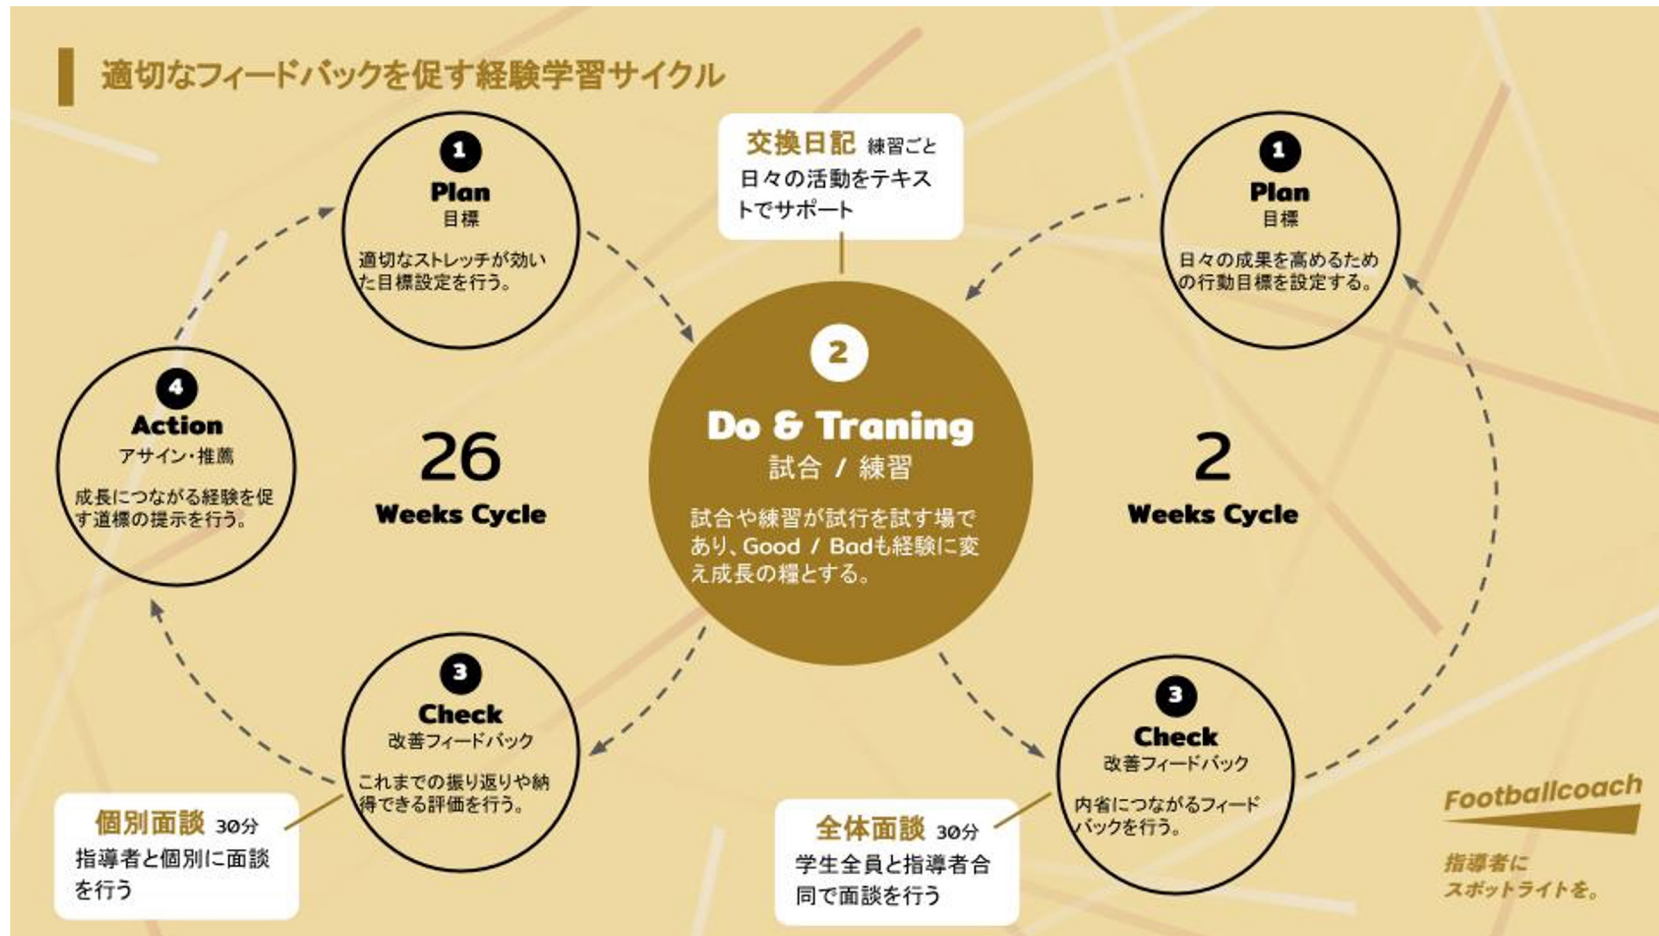 適切なフィードバックを促す経験学習サイクル
1
Plan
目標
適切なストレッチが効い
た目標設定を行う。
交換日記 練習ごと
日々の活動をテキス
トでサポート
1
Plan
目標
日々の成果を高めるため
の行動目標を設定する。
4
Action
アサイン・推薦
成長につながる経験を促
す道標の提示を行う。
26
Weeks Cycle
2
Do & Traning
試合 / 練習
試合や練習が試行を試す場で
あり、Good / Badも経験に変
え成長の糧とする。
2
Weeks Cycle
3
Check
改善フィードバック
これまでの振り返りや納
得できる評価を行う。
個別面談 30分
指導者と個別に面談
を行う
3
Check
改善フィードバック
内省につながるフィード
バックを行う。
全体面談 30分
学生全員と指導者合
同で面談を行う
Footballcoach
指導者に
スポットライトを。